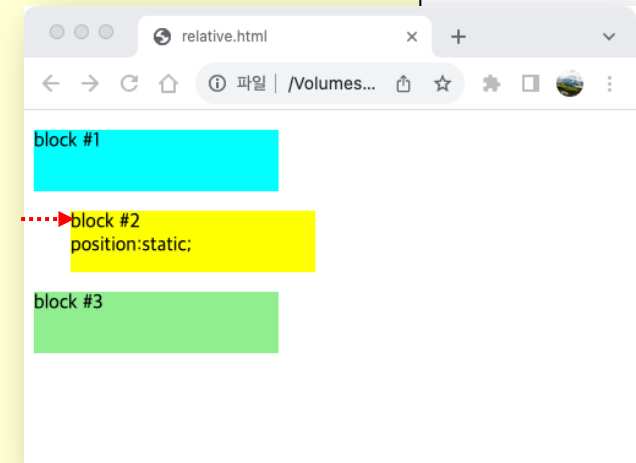 relative.html
파일 | /Volumes...
block #1
block #2
position:static;
block #3